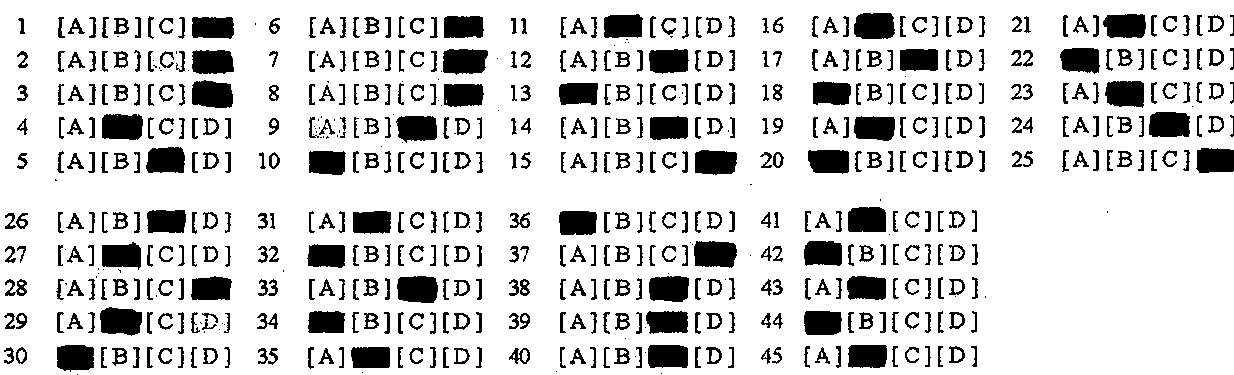 1 [A][B][C]■ 6 [A][B][C]■ 11 [A]■[C][D] 16 [A]■[C][D] 21 [A]■[C][D]
2 [A][B][C]■ 7 [A][B][C]■ 12 [A][B]■[D] 17 [A][B]■[D] 22 ■[B][C][D]
3 [A][B][C]■ 8 [A][B][C]■ 13 ■[B][C][D] 18 ■[B][C][D] 23 [A]■[C][D]
4 [A]■[C][D] 9 [A][B]■[D] 14 [A][B]■[D] 19 [A]■[C][D] 24 [A][B]■[D]
5 [A][B]■[D] 10 ■[B][C][D] 15 [A][B][C]■ 20 ■[B][C][D] 25 [A][B][C]■
26 [A][B]■[D] 31 [A]■[C][D] 36 ■[B][C][D] 41 [A]■[C][D]
27 [A]■[C][D] 32 ■[B][C][D] 37 [A][B][C]■ 42 ■[B][C][D]
28 [A][B][C]■ 33 [A][B]■[D] 38 [A][B]■[D] 43 [A]■[C][D]
29 [A]■[C][D] 34 ■[B][C][D] 39 [A][B]■[D] 44 ■[B][C][D]
30 ■[B][C][D] 35 [A]■[C][D] 40 [A][B]■[D] 45 [A]■[C][D]